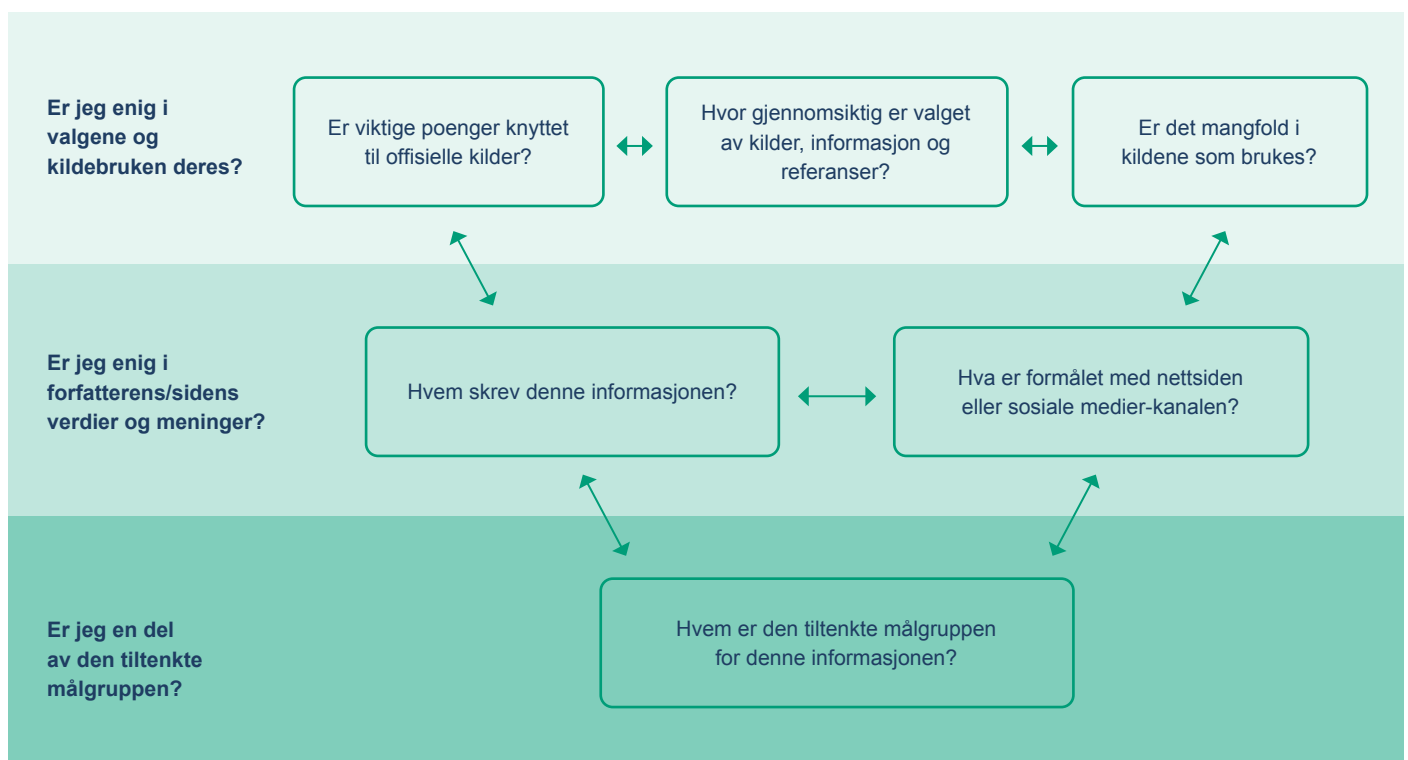 Er jeg enig i
valgene og
kildebruken deres?
Er viktige poenger knyttet
til offisielle kilder?
Hvor gjennomsiktig er valget
av kilder, informasjon og
referanser?
Er det mangfold i
kildene som brukes?
Er jeg enig i
forfatterens/sidens
verdier og meninger?
Hvem skrev denne informasjonen?
Hva er formålet med nettsiden
eller sosiale medier-kanalen?
Er jeg en del
av den tiltenkte
målgruppen?
Hvem er den tiltenkte målgruppen
for denne informasjonen?